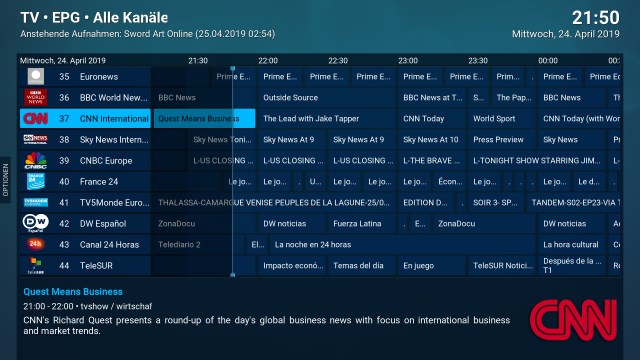 TV • EPG • Alle Kanäle
21:50
Anstehende Aufnahmen: Sword Art Online (25.04.2019 02:54)
Mittwoch, 24. April 2019
Mittwoch, 24. April 2019 21:30 22:00 22:30 23:00 23:30 00:00 00:
35 Euronews Prime E... Prime E... Prime E... Prime E... Prime E... Prime E... Prim... . Prime E... Prime E...
BBC WORLD NEWS 36 BBC World New... BBC News Outside Source BBC News at T... S... The Pap... BBC News
CNN 37 CNN International Quest Means Business The Lead with Jake Tapper CNN Today World Sport CNN Today (with Wor
sky NEWS 38 Sky News Intern... Sky News Toni... Sky News At 9 Sky News At 9 Sky News At 10 Press Preview Sky News
CNBC 39 CNBC Europe L-US CLOSING ... L-US CLOSING ... L-US CLOSING ... L-THE BRAVE ... L-TONIGHT SHOW STARRING JIM... L-US CLOSING
FRANCE 24 40 France 24 Le jo... Le jo... . U... Le jo... Le jo... Le jo... Écon... Le jo... . . Le jo... Le d...
TV5MONDE EUROPE 41 TV5Monde Euro... THALASSA-CAMARGUE VENISE PEUPLES DE LA LAGUNE-25/0... EDITION D... . SOIR 3- SP... TANDEM-S02-EP23-VIA T
DW Español 42 DW Español ZonaDocu DW noticias Fuerza Latina . E... ZonaDocu DW noticias
24h 43 Canal 24 Horas Telediario 2 El... La noche en 24 horas La hora cultural
teleSUR 44 TeleSUR Impacto econó... Temas del día En juego TeleSUR Notici... Después de la ...
T1
OPTIONEN
Quest Means Business
21:00 - 22:00 • tvshow / wirtschaf
CNN's Richard Quest presents a round-up of the day's global business news with focus on international business
and market trends.
CNN